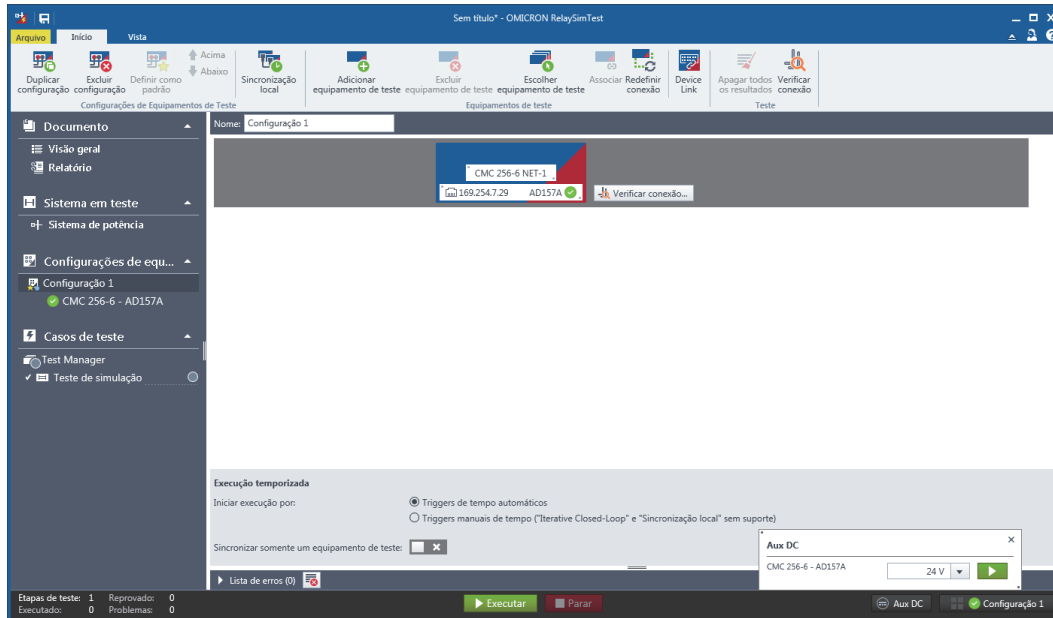 Sem título* - OMICRON RelaySimTest
Arquivo Início Vista
Duplicar configuração
Excluir configuração
Definir como padrão
Acima
Abaixo
Sincronização local
Adicionar equipamento de teste
Excluir equipamento de teste
Escolher equipamento de teste
Associar
Redefinir conexão
Device Link
Apagar todos os resultados
Verificar conexão
Configurações de Equipamentos de Teste
Equipamentos de teste
Teste
Documento
Visão geral
Relatório
Sistema em teste
Sistema de potência
Configurações de equ...
Configuração 1
CMC 256-6 - AD157A
Casos de teste
Test Manager
Teste de simulação
Nome: Configuração 1
CMC 256-6 NET-1
169.254.7.29 AD157A
Verificar conexão...
Execução temporizada
Iniciar execução por:
Triggers de tempo automáticos
Triggers manuais de tempo ("Iterative Closed-Loop" e "Sincronização local" sem suporte)
Sincronizar somente um equipamento de teste:
Aux DC
CMC 256-6 - AD157A
24 V
Lista de erros (0)
Etapas de teste: 1 Reprovado: 0
Executado: 0 Problemas: 0
Executar
Parar
Aux DC
Configuração 1